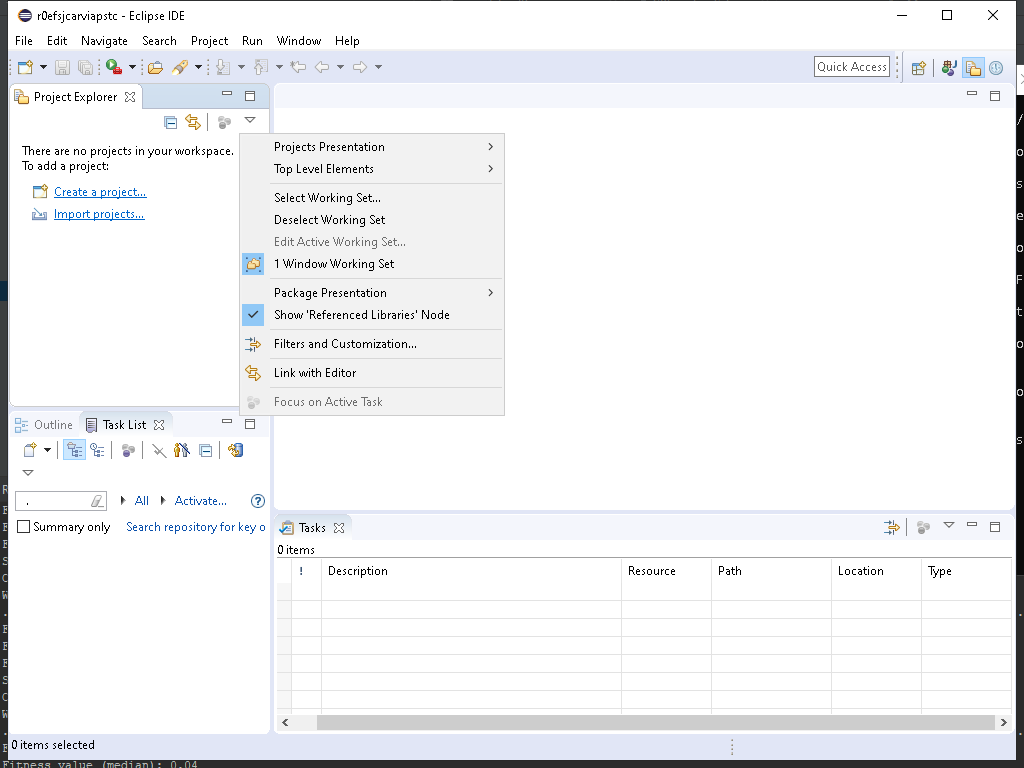 r0efsjcarviapstc - Eclipse IDE
File Edit Navigate Search Project Run Window Help
Quick Access
Project Explorer
There are no projects in your workspace.
To add a project:
Create a project...
Import projects...
Projects Presentation
Top Level Elements
Select Working Set...
Deselect Working Set
Edit Active Working Set...
1 Window Working Set
Package Presentation
Show 'Referenced Libraries' Node
Filters and Customization...
Link with Editor
Focus on Active Task
Outline Task List
All Activate...
Summary only Search repository for key o
Tasks
0 items
! Description Resource Path Location Type
0 items selected
Fitness value (median): 0.04